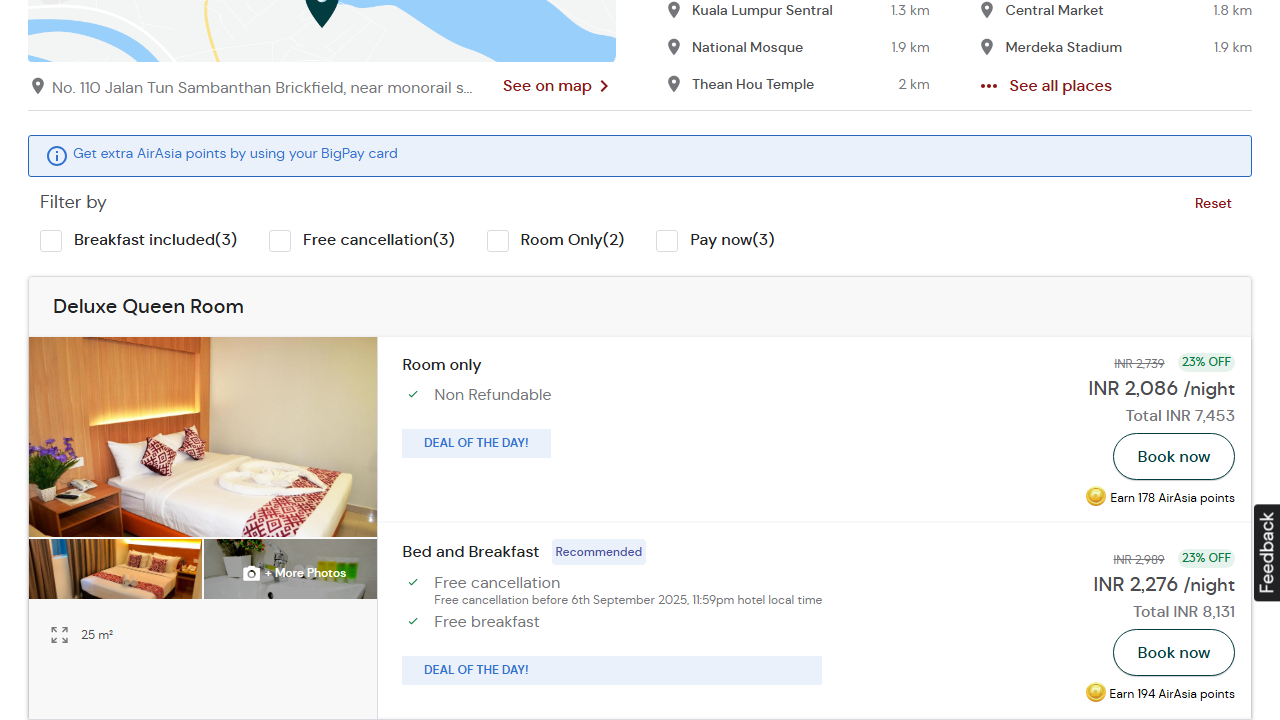 Kuala Lumpur Sentral 1.3 km
Central Market 1.8 km
National Mosque 1.9 km
Merdeka Stadium 1.9 km
Thean Hou Temple 2 km
See all places
No. 110 Jalan Tun Sambanthan Brickfield, near monorail s...
See on map
Get extra AirAsia points by using your BigPay card
Filter by
Reset
Breakfast included(3)
Free cancellation(3)
Room Only(2)
Pay now(3)
Deluxe Queen Room
Room only
Non Refundable
DEAL OF THE DAY!
INR 2,739 23% OFF
INR 2,086 /night
Total INR 7,453
Book now
Earn 178 AirAsia points
+ More Photos
25 m²
Bed and Breakfast Recommended
Free cancellation
Free cancellation before 6th September 2025, 11:59pm hotel local time
Free breakfast
DEAL OF THE DAY!
INR 2,989 23% OFF
INR 2,276 /night
Total INR 8,131
Book now
Earn 194 AirAsia points
Feedback